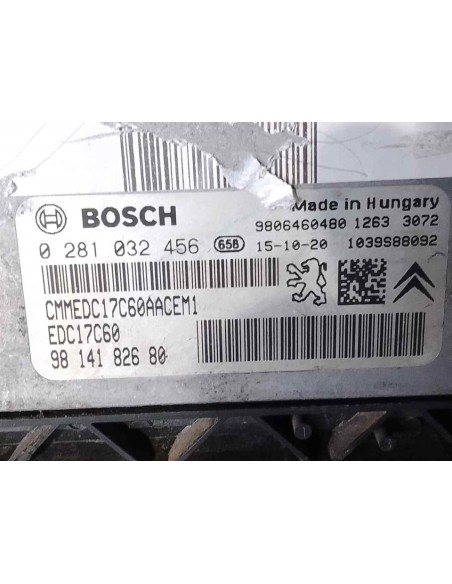 BOSCH
Made in Hungary
9806460480 1263 3072
0 281 032 456 65B 15-10-20 1039S88092
CMMEDC17C60AACEM1
EDC17C60
98 141 826 80